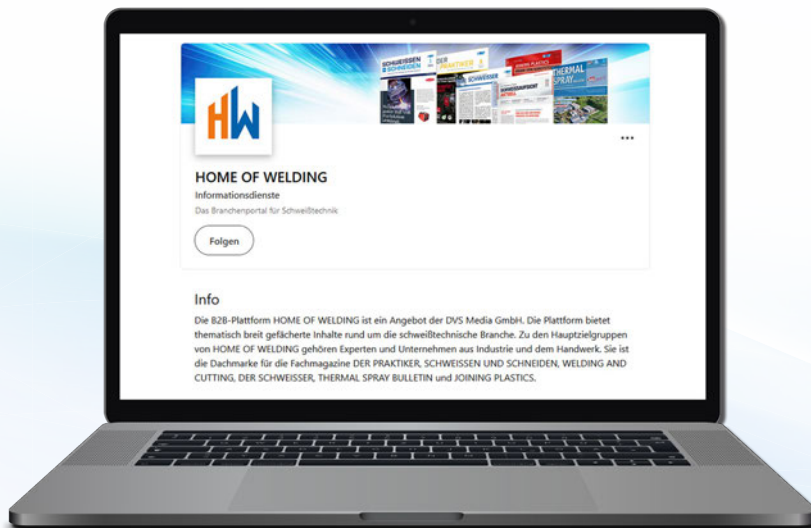 SCHWEISSEN
& SCHNEIDEN
DER
PRAKTIKER
SCHWEISSER
SCHWEISSAUFSICHT
AKTUELL
JOINING PLASTICS
THERMAL
SPRAY
HW
HOME OF WELDING
Informationsdienste
Das Branchenportal für Schweißtechnik
Folgen
Info
Die B2B-Plattform HOME OF WELDING ist ein Angebot der DVS Media GmbH. Die Plattform bietet
thematisch breit gefächerte Inhalte rund um die schweißtechnische Branche. Zu den Hauptzielgruppen
von HOME OF WELDING gehören Experten und Unternehmen aus Industrie und dem Handwerk. Sie ist
die Dachmarke für die Fachmagazine DER PRAKTIKER, SCHWEISSEN UND SCHNEIDEN, WELDING AND
CUTTING, DER SCHWEISSER, THERMAL SPRAY BULLETIN und JOINING PLASTICS.